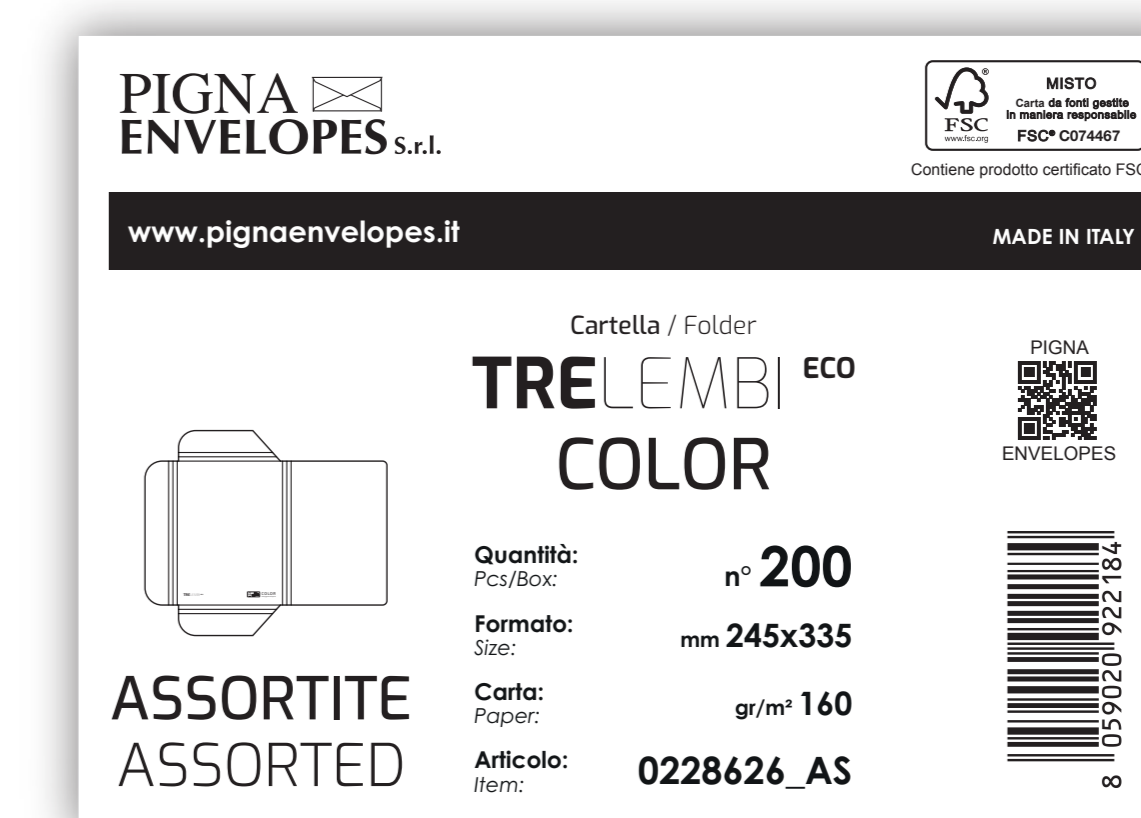 PIGNA
ENVELOPES S.r.l.
FSC
www.fsc.org
®
MISTO
Carta da fonti gestite
in maniera responsabile
FSC® C074467
Contiene prodotto certificato FSC
www.pignaenvelopes.it
MADE IN ITALY
Cartella / Folder
TRELEMBI ECO
COLOR
PIGNA
ENVELOPES
COLOR
ASSORTITE
ASSORTED
Quantità:
Pcs/Box:
n° 200
Formato:
Size:
mm 245x335
Carta:
Paper:
gr/m² 160
Articolo:
Item:
0228626_AS
8 059020 922184